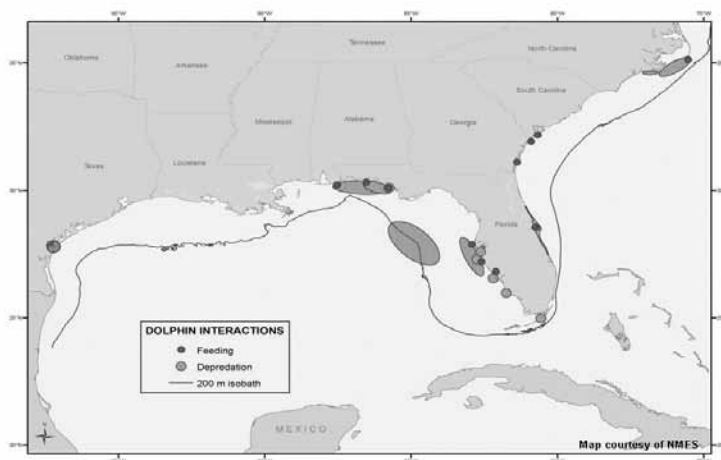 Oklahoma
Arkansas
Tennessee
North Carolina
South Carolina
Texas
Louisiana
Mississippi
Alabama
Georgia
Florida
DOLPHIN INTERACTIONS
Feeding
Depredation
200 m isobath
MEXICO
Map courtesy of NMFS